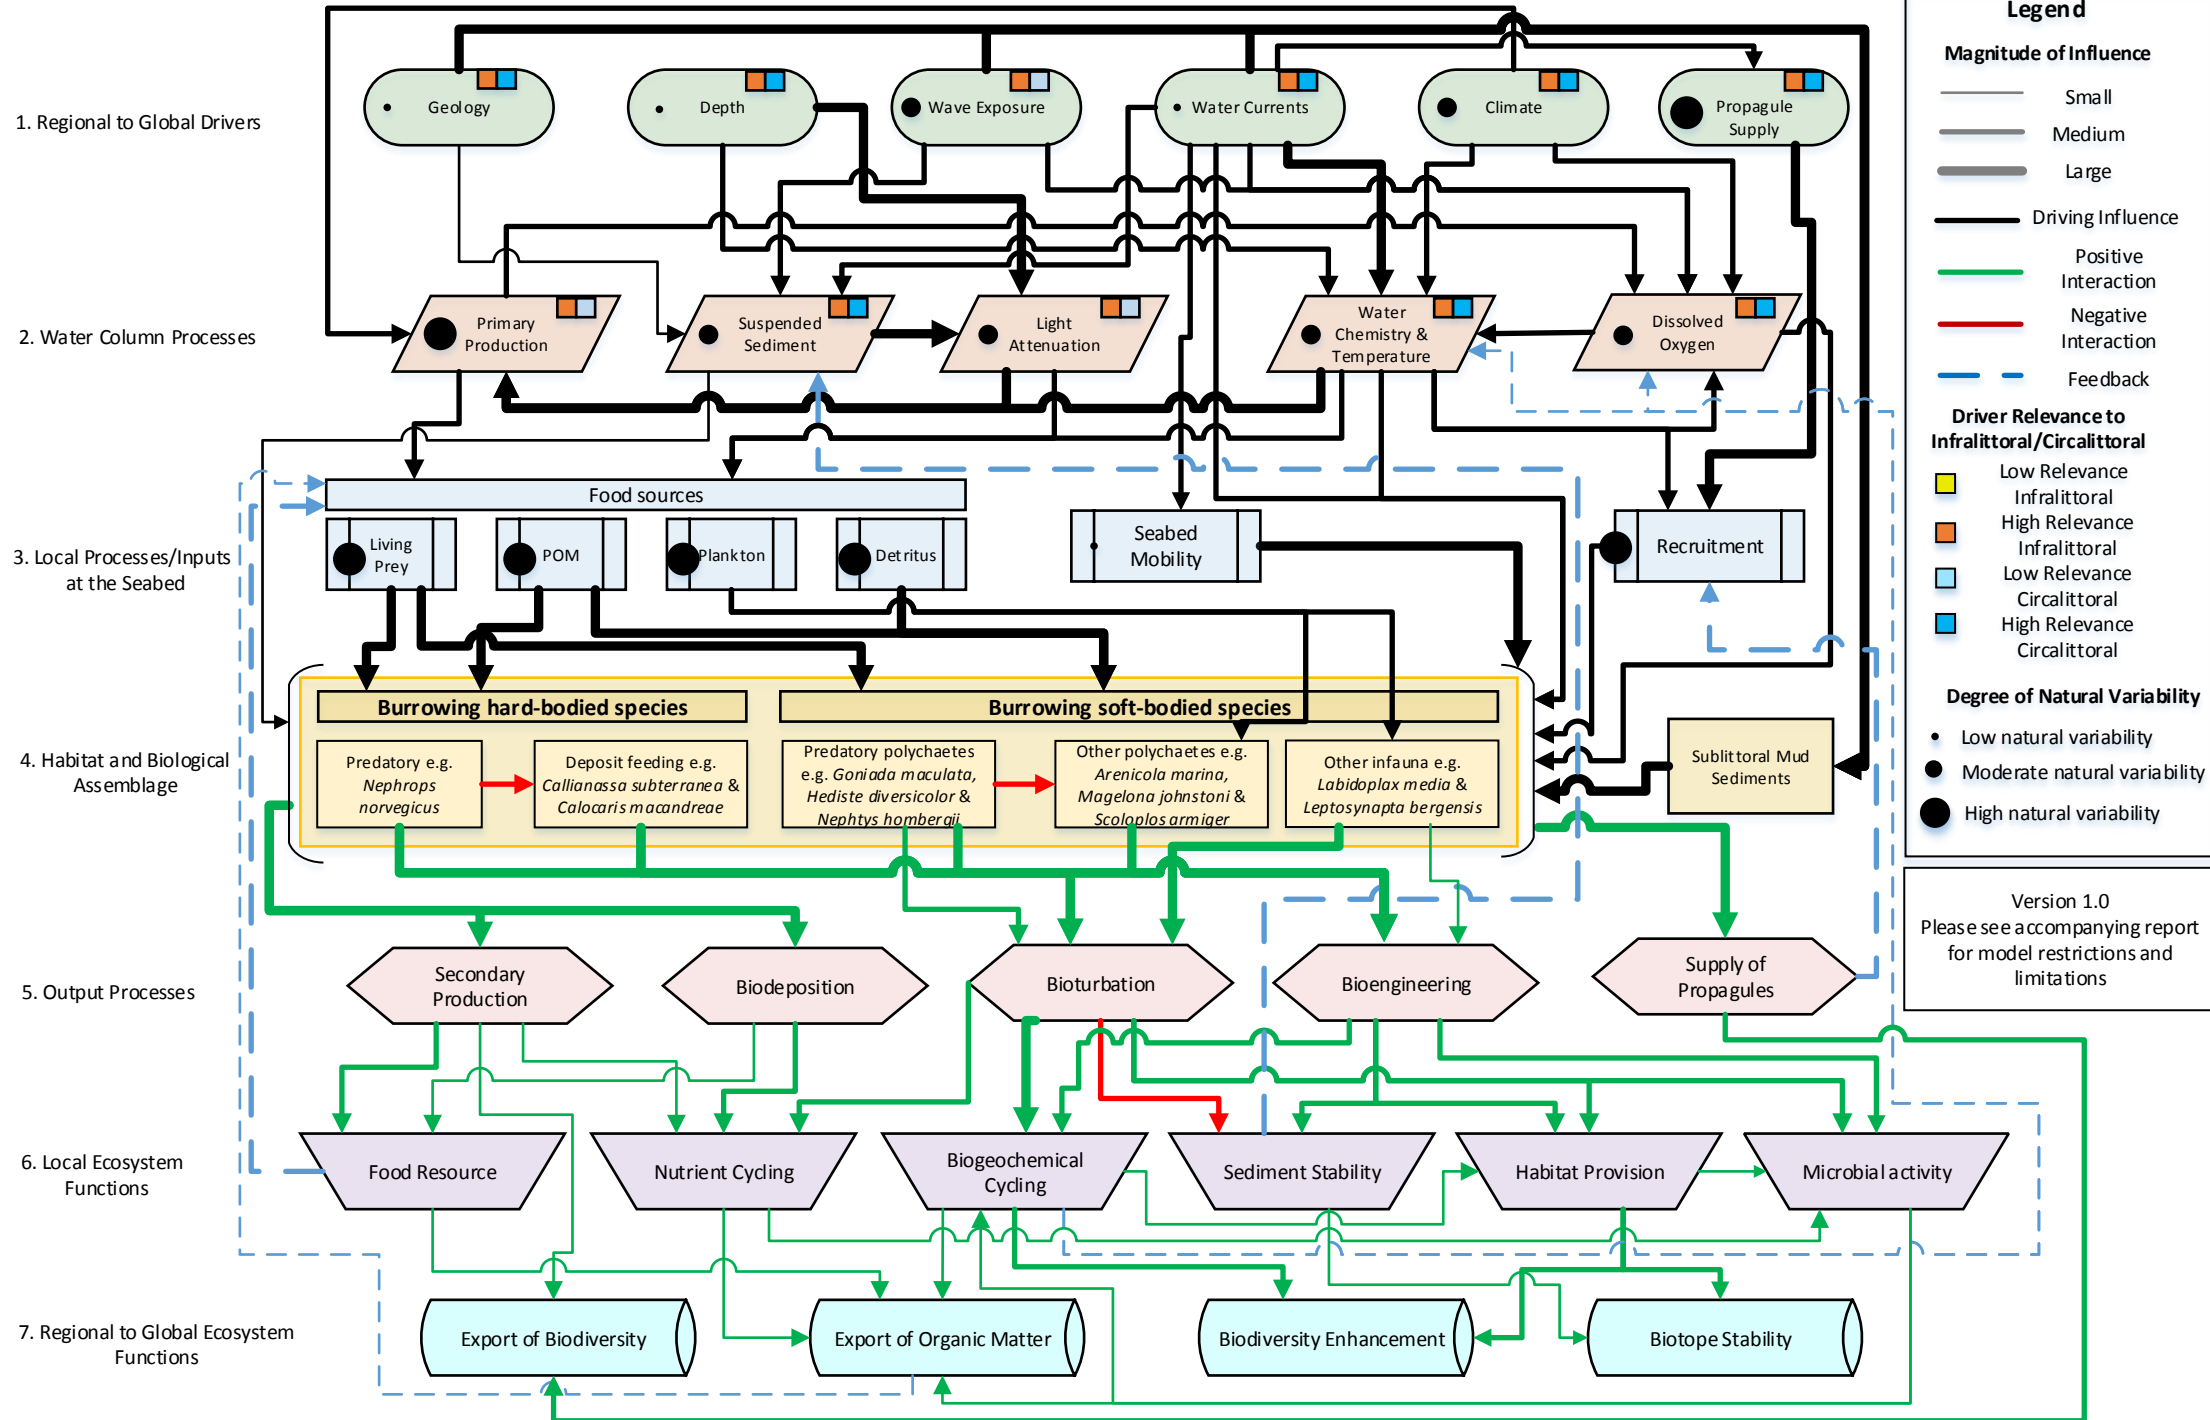 Legend
Magnitude of Influence
Small
Medium
Large
Driving Influence
Positive
Interaction
Negative
Interaction
Feedback
Driver Relevance to
Infralittoral/Circalittoral
Low Relevance
Infralittoral
High Relevance
Infralittoral
Low Relevance
Circalittoral
High Relevance
Circalittoral
Degree of Natural Variability
Low natural variability
Moderate natural variability
High natural variability
Version 1.0
Please see accompanying report
for model restrictions and
limitations
1. Regional to Global Drivers
Geology
Depth
Wave Exposure
Water Currents
Climate
Propagule
Supply
2. Water Column Processes
Primary
Production
Suspended
Sediment
Light
Attenuation
Water
Chemistry &
Temperature
Dissolved
Oxygen
3. Local Processes/Inputs
at the Seabed
Food sources
Living
Prey
POM
Plankton
Detritus
Seabed
Mobility
Recruitment
4. Habitat and Biological
Assemblage
Burrowing hard-bodied species
Burrowing soft-bodied species
Predatory e.g.
Nephrops
norvegicus
Deposit feeding e.g.
Callianassa subterranea &
Calocaris macandreae
Predatory polychaetes
e.g. Goniada maculata,
Hediste diversicolor &
Nephtys hombergii
Other polychaetes e.g.
Arenicola marina,
Magelona johnstoni &
Scoloplos armiger
Other infauna e.g.
Labidoplax media &
Leptosynapta bergensis
Sublittoral Mud
Sediments
5. Output Processes
Secondary
Production
Biodeposition
Bioturbation
Bioengineering
Supply of
Propagules
6. Local Ecosystem
Functions
Food Resource
Nutrient Cycling
Biogeochemical
Cycling
Sediment Stability
Habitat Provision
Microbial activity
7. Regional to Global Ecosystem
Functions
Export of Biodiversity
Export of Organic Matter
Biodiversity Enhancement
Biotope Stability